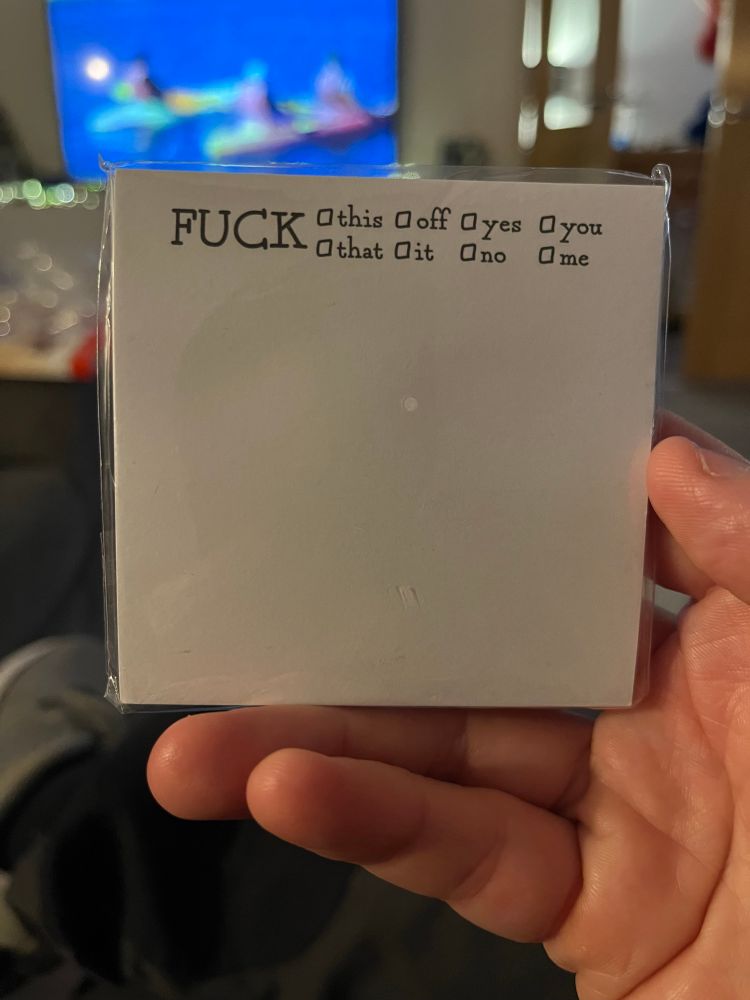 FUCK ☐ this ☐ off ☐ yes ☐ you
☐ that ☐ it ☐ no ☐ me